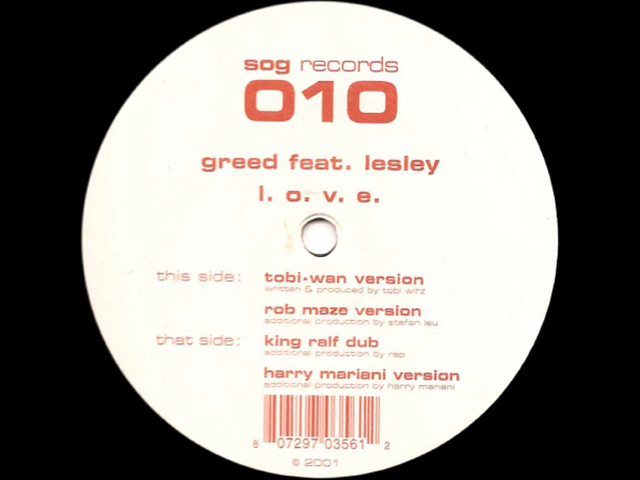 sog records
010
greed feat. lesley
l. o. v. e.
this side: tobi-wan version
written & produced by tobi wirz
rob maze version
additional production by stefan leu
that side: king ralf dub
additional production by rap
harry mariani version
additional production by harry mariani
8 07297 03561 2
© 2001